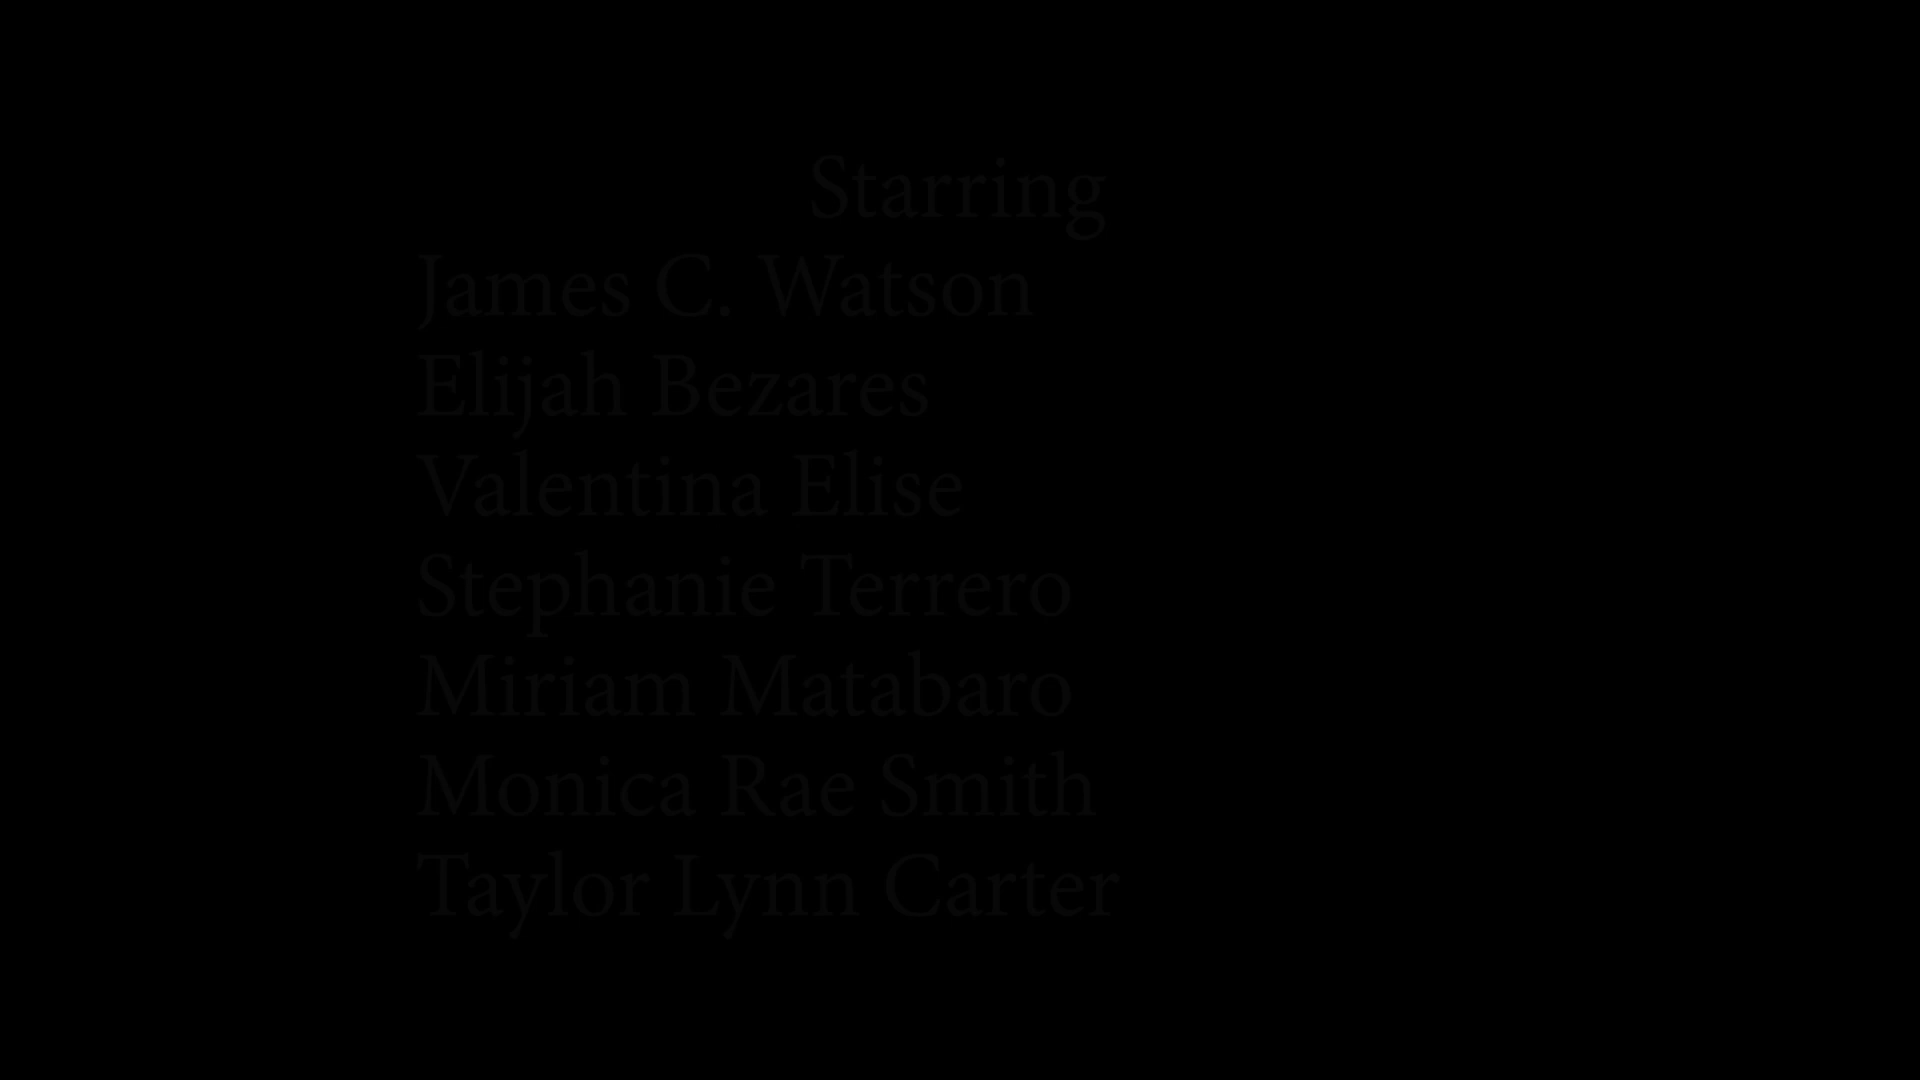 Starring
James C. Watson
Elijah Bezares
Valentina Elise
Stephanie Terrero
Miriam Matabaro
Monica Rae Smith
Taylor Lynn Carter